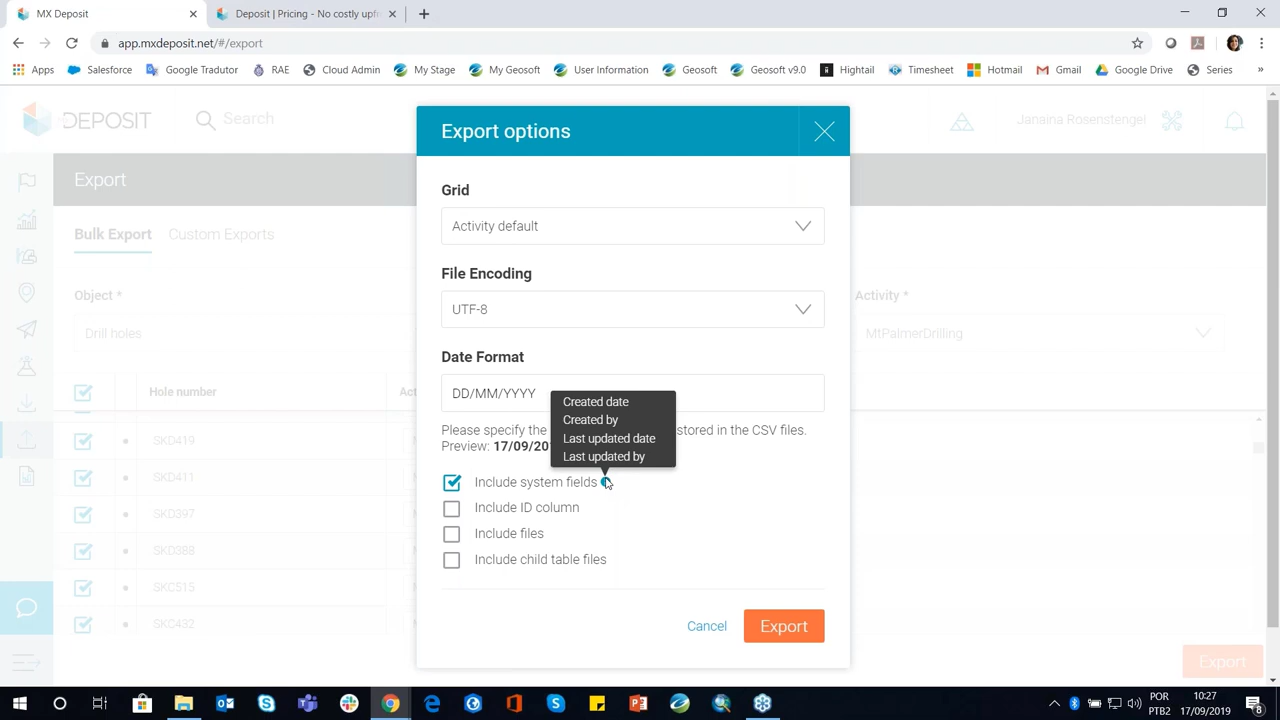 MX Deposit
Deposit | Pricing - No costly upfr
app.mxdeposit.net/#/export
Apps
Salesforce
Google Tradutor
RAE
Cloud Admin
My Stage
My Geosoft
User Information
Geosoft
Geosoft v9.0
Hightail
Timesheet
Hotmail
Gmail
Google Drive
Series
»
DEPOSIT
Search
Janaina Rosenstengel
Export
Bulk Export
Custom Exports
Object *
Activity *
Drill holes
MtPalmerDrilling
Hole number
Act
SKD419
SKD411
SKD397
SKD388
SKC515
SKC432
Export
Export options
Grid
Activity default
File Encoding
UTF-8
Date Format
DD/MM/YYYY
Created date
Created by
Last updated date
Last updated by
Please specify the
stored in the CSV files.
Preview: 17/09/20
Include system fields
Include ID column
Include files
Include child table files
Cancel
Export
POR
PTB2
10:27
17/09/2019
8